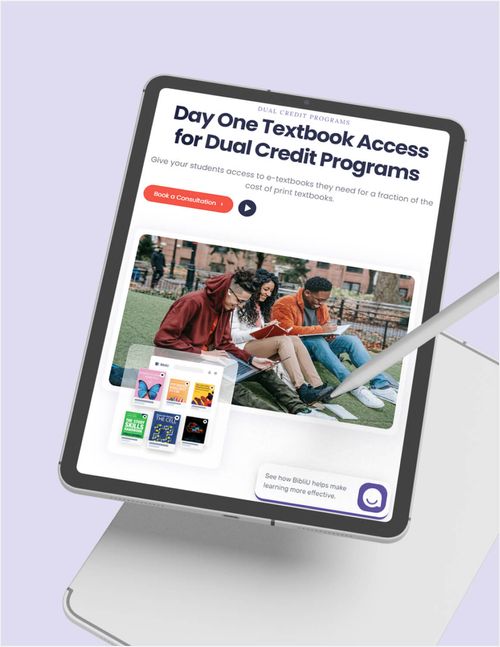 DUAL CREDIT PROGRAMS
Day One Textbook Access
for Dual Credit Programs
Give your students access to e-textbooks they need for a fraction of the
cost of print textbooks.
Book a Consultation ›
See how BibliU helps make
learning more effective.
THE STUDY
SKILLS
THE CELL